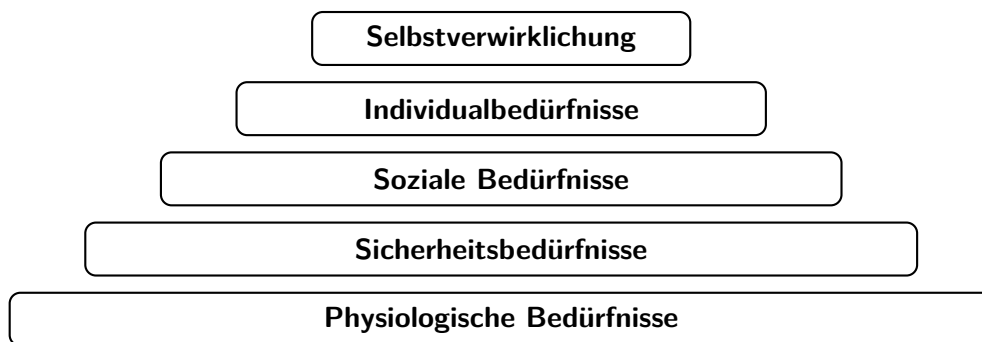 Selbstverwirklichung
Individualbedürfnisse
Soziale Bedürfnisse
Sicherheitsbedürfnisse
Physiologische Bedürfnisse